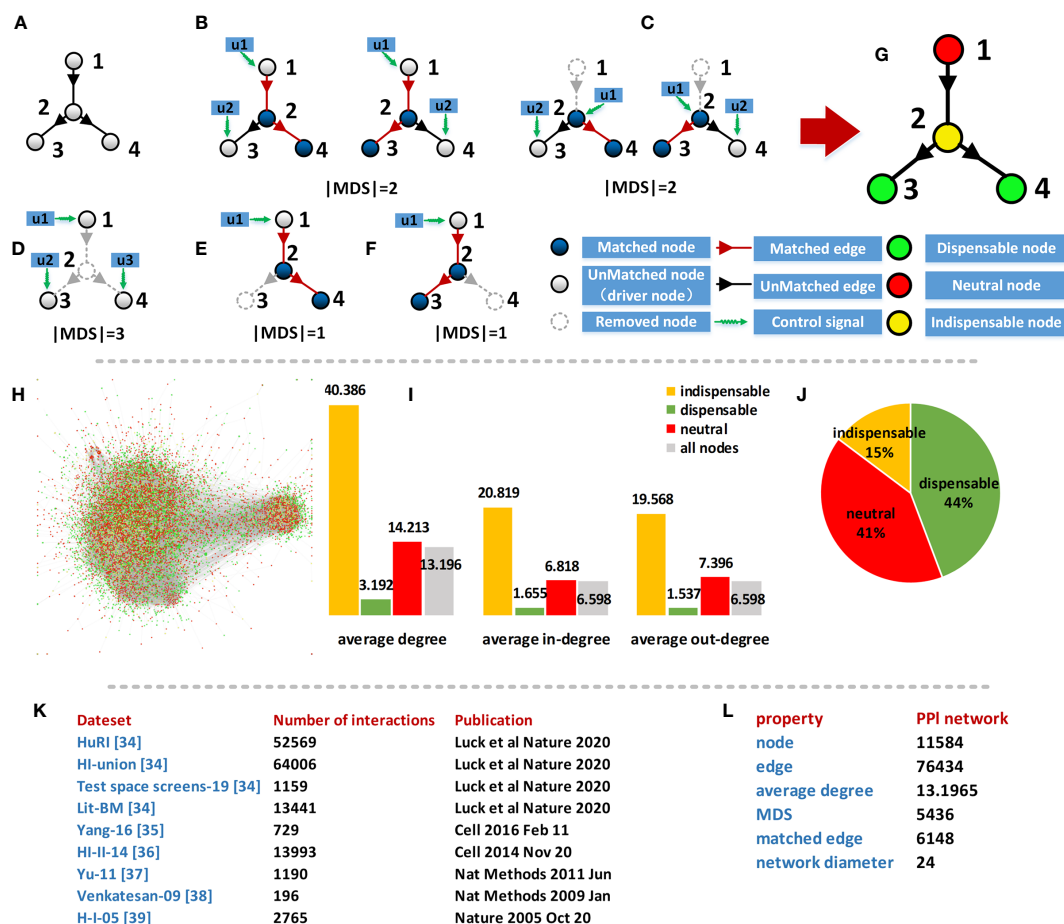 A
B
C
G
u1
1
2
3
4
u1
u2
1
2
3
4
u1
u2
1
2
3
4
|MDS|=2
u1
u2
1
2
3
4
u1
u2
1
2
3
4
|MDS|=2
1
2
3
4
D
u1
u2
u3
1
2
3
4
|MDS|=3
E
u1
1
2
3
4
|MDS|=1
F
u1
1
2
3
4
|MDS|=1
Matched node
Matched edge
Dispensable node
UnMatched node
(driver node)
UnMatched edge
Neutral node
Removed node
Control signal
Indispensable node
H
I
J
indispensable
dispensable
neutral
all nodes
40.386
3.192
14.213
13.196
average degree
20.819
1.655
6.818
6.598
average in-degree
19.568
1.537
7.396
6.598
average out-degree
indispensable
15%
dispensable
44%
neutral
41%
K
Dateset Number of interactions Publication
HuRI [34] 52569 Luck et al Nature 2020
HI-union [34] 64006 Luck et al Nature 2020
Test space screens-19 [34] 1159 Luck et al Nature 2020
Lit-BM [34] 13441 Luck et al Nature 2020
Yang-16 [35] 729 Cell 2016 Feb 11
HI-II-14 [36] 13993 Cell 2014 Nov 20
Yu-11 [37] 1190 Nat Methods 2011 Jun
Venkatesan-09 [38] 196 Nat Methods 2009 Jan
H-I-05 [39] 2765 Nature 2005 Oct 20
L
property PPI network
node 11584
edge 76434
average degree 13.1965
MDS 5436
matched edge 6148
network diameter 24